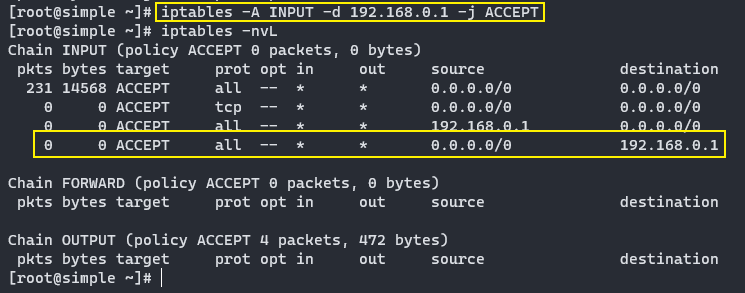 [root@simple ~]# iptables -A INPUT -d 192.168.0.1 -j ACCEPT
[root@simple ~]# iptables -nvL
Chain INPUT (policy ACCEPT 0 packets, 0 bytes)
 pkts bytes target     prot opt in     out     source               destination
  231 14568 ACCEPT     all  --  *      *       0.0.0.0/0            0.0.0.0/0
    0     0 ACCEPT     tcp  --  *      *       0.0.0.0/0            0.0.0.0/0
    0     0 ACCEPT     all  --  *      *       192.168.0.1          0.0.0.0/0
    0     0 ACCEPT     all  --  *      *       0.0.0.0/0            192.168.0.1
Chain FORWARD (policy ACCEPT 0 packets, 0 bytes)
 pkts bytes target     prot opt in     out     source               destination
Chain OUTPUT (policy ACCEPT 4 packets, 472 bytes)
 pkts bytes target     prot opt in     out     source               destination
[root@simple ~]#